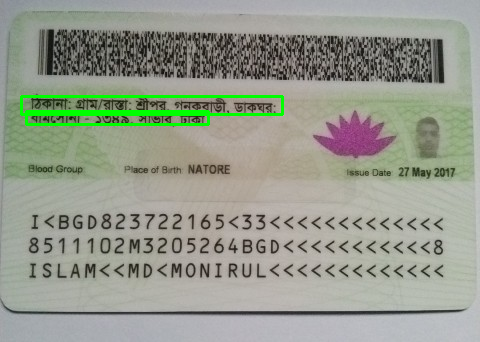 ঠিকানা: গ্রাম/রাস্তা: শ্রীপুর, গনকবাড়ী, ডাকঘর:
ধামসোনা - ১৩৪৯, সাভার, ঢাকা
Blood Group Place of Birth: NATORE Issue Date: 27 May 2017
I<BGD823722165<33<<<<<<<<<<<<<
8511102M3205264BGD<<<<<<<<<<<8
ISLAM<<MD<MONIRUL<<<<<<<<<<<<<